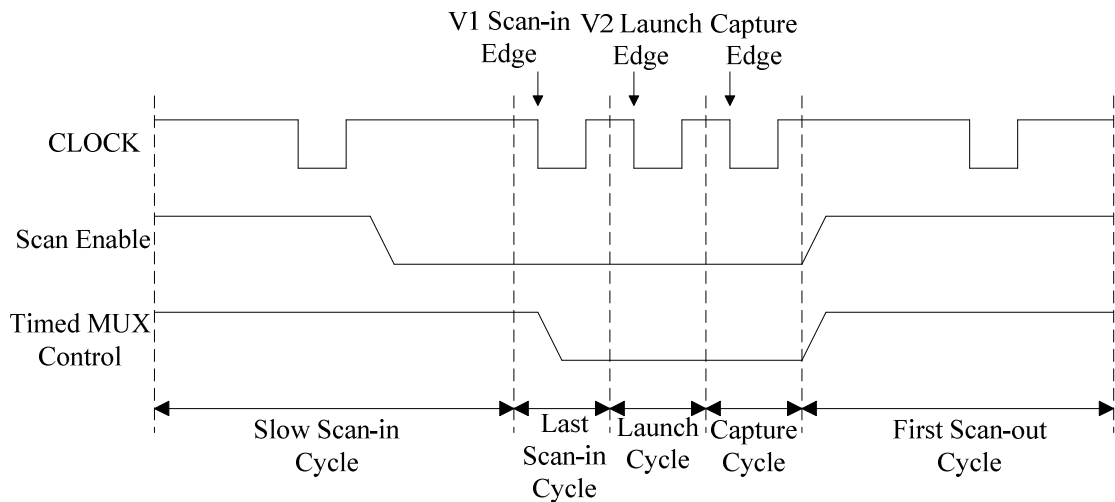 V1 Scan-in
Edge
V2 Launch
Edge
Capture
Edge
CLOCK
Scan Enable
Timed MUX
Control
Slow Scan-in
Cycle
Last
Scan-in
Cycle
Launch
Cycle
Capture
Cycle
First Scan-out
Cycle